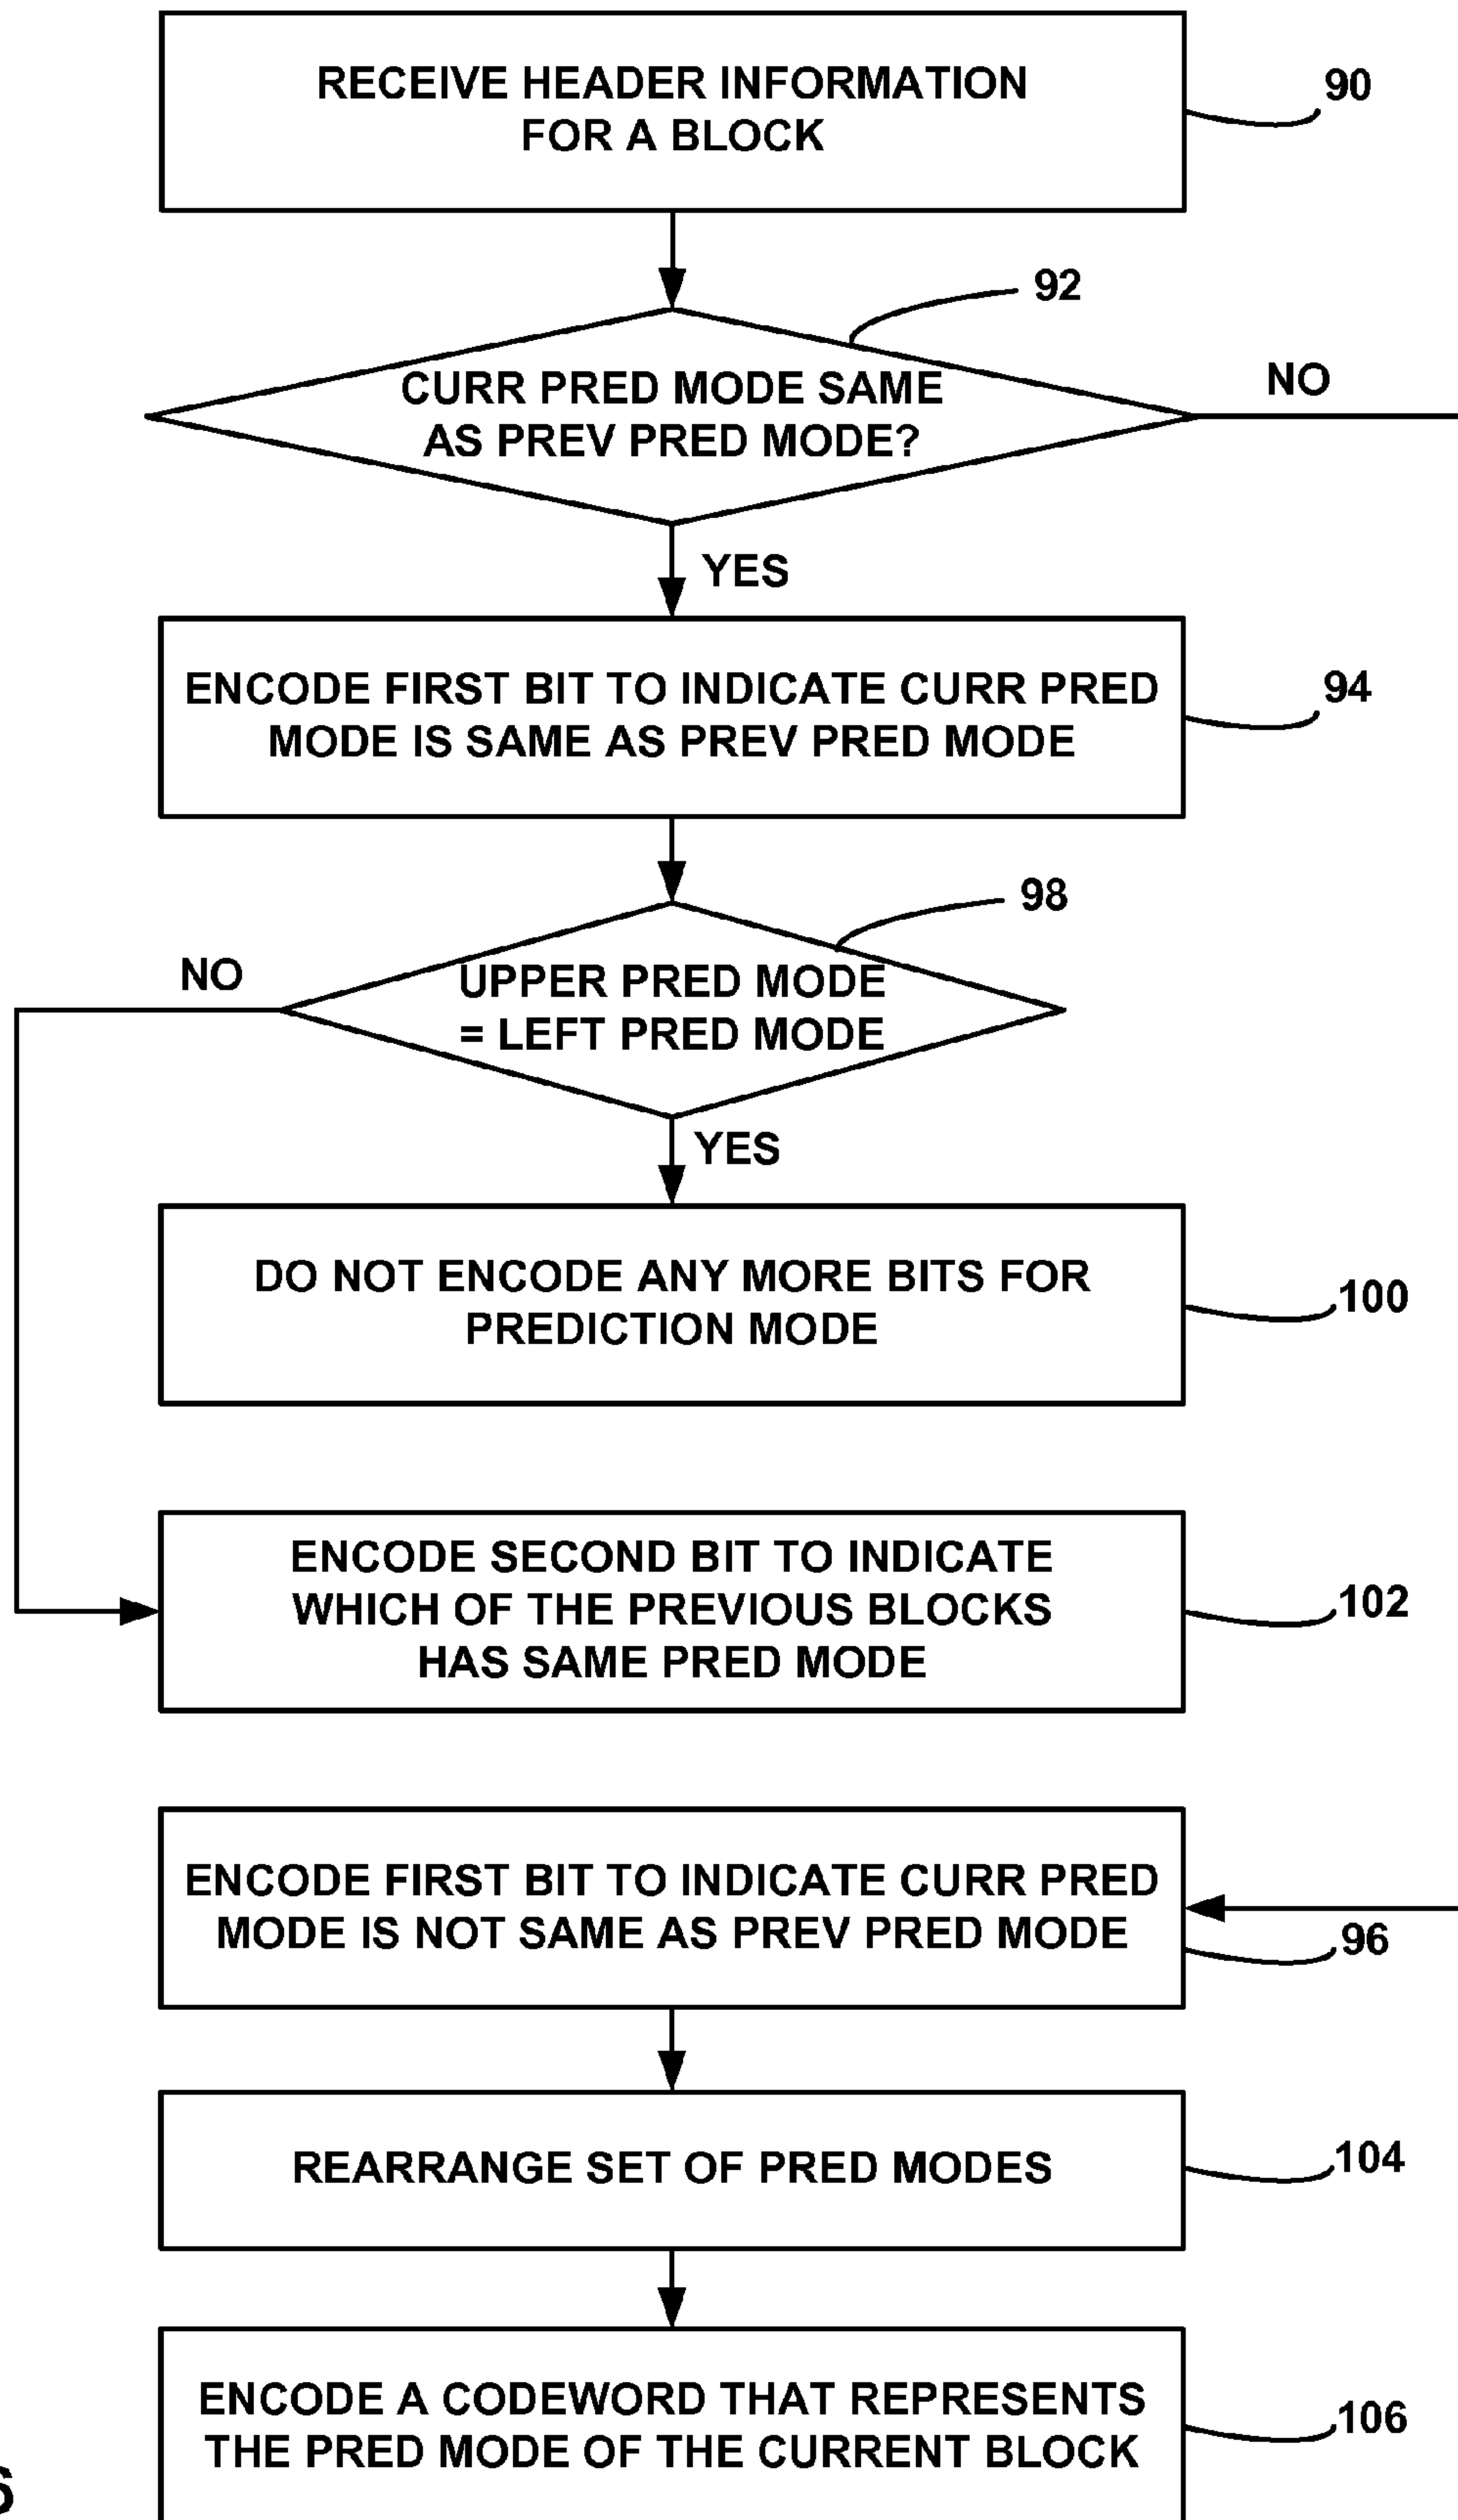 RECEIVE HEADER INFORMATION
FOR A BLOCK
90
92
CURR PRED MODE SAME
AS PREV PRED MODE?
NO
YES
ENCODE FIRST BIT TO INDICATE CURR PRED
MODE IS SAME AS PREV PRED MODE
94
98
NO
UPPER PRED MODE
= LEFT PRED MODE
YES
DO NOT ENCODE ANY MORE BITS FOR
PREDICTION MODE
100
ENCODE SECOND BIT TO INDICATE
WHICH OF THE PREVIOUS BLOCKS
HAS SAME PRED MODE
102
ENCODE FIRST BIT TO INDICATE CURR PRED
MODE IS NOT SAME AS PREV PRED MODE
96
REARRANGE SET OF PRED MODES
104
ENCODE A CODEWORD THAT REPRESENTS
THE PRED MODE OF THE CURRENT BLOCK
106